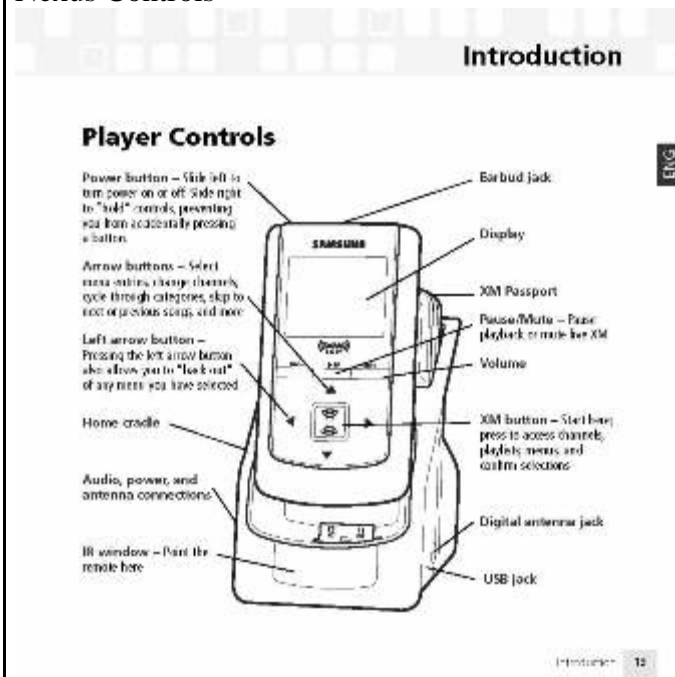 Nexus Controls
Introduction
Player Controls
ENG
Power button – Slide left to
turn power on or off. Slide right
to "hold" controls, preventing
you from accidentally pressing
a button.
Arrow buttons – Select
menu entries, change channels,
cycle through categories, skip to
next or previous songs, and more
Left arrow button –
Pressing the left arrow button
also allows you to "back out"
of any menu you have selected
Home cradle
Audio, power, and
antenna connections
IR window – Point the
remote here
SAMSUNG
Earbud jack
Display
XM Passport
Pause/Mute – Pause
playback or mute live XM
Volume
XM button – Start here;
press to access channels,
playlists, menus, and
confirm selections
Digital antenna jack
USB jack
Introduction